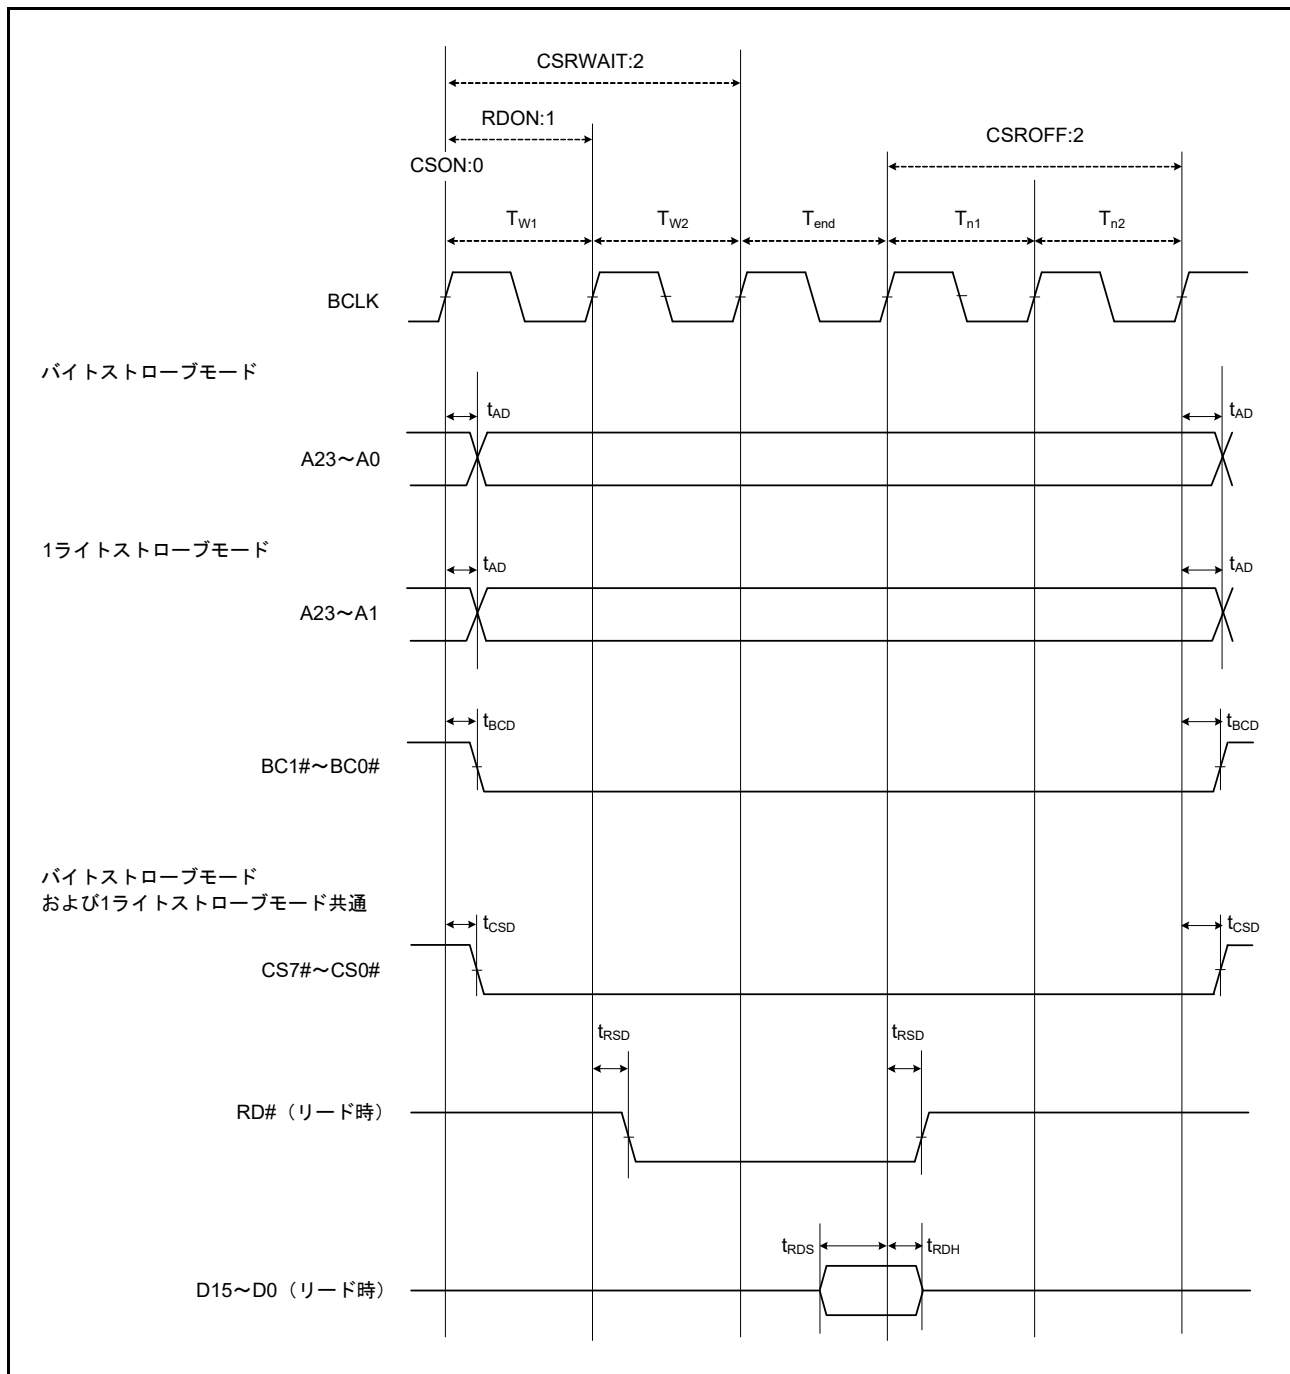 CSRWAIT:2
RDON:1
CSROFF:2
CSON:0
TW1 TW2 Tend Tn1 Tn2
BCLK
バイトストローブモード
tAD tAD
A23～A0
1ライトストローブモード
tAD tAD
A23～A1
tBCD tBCD
BC1#～BC0#
バイトストローブモード
および1ライトストローブモード共通
tCSD tCSD
CS7#～CS0#
tRSD tRSD
RD#（リード時）
tRDS tRDH
D15～D0（リード時）